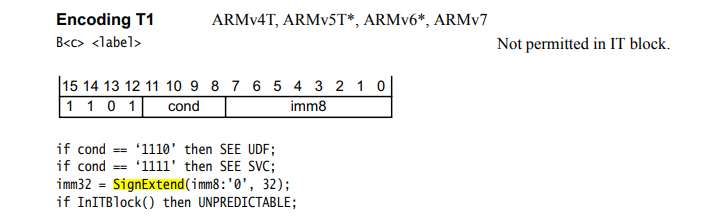 Encoding T1 ARMv4T, ARMv5T*, ARMv6*, ARMv7
B<c> <label> Not permitted in IT block.
15 14 13 12 11 10 9 8 7 6 5 4 3 2 1 0
1 1 0 1 cond imm8
if cond == ‘1110’ then SEE UDF;
if cond == ‘1111’ then SEE SVC;
imm32 = SignExtend(imm8:'0', 32);
if InITBlock() then UNPREDICTABLE;